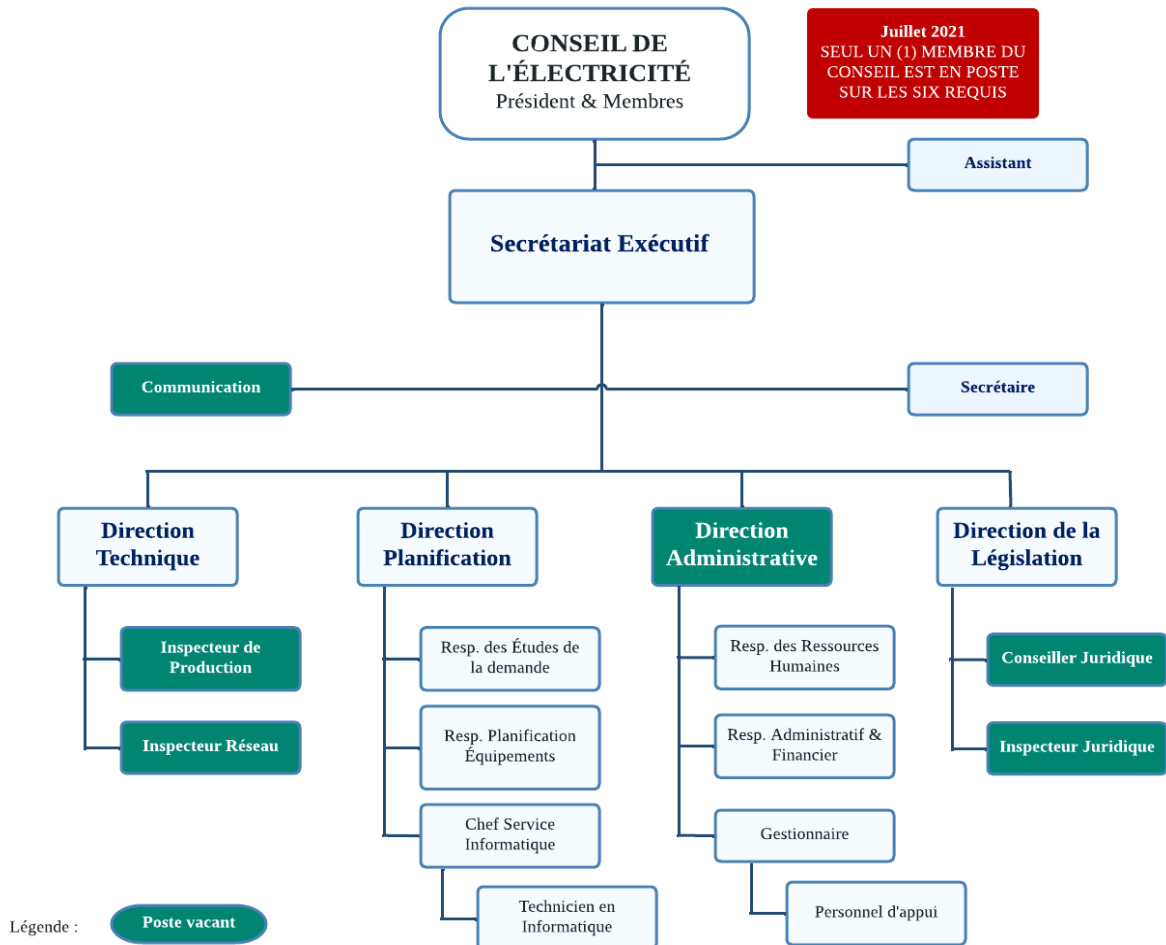 CONSEIL DE
L'ÉLECTRICITÉ
Président & Membres
Juillet 2021
SEUL UN (1) MEMBRE DU
CONSEIL EST EN POSTE
SUR LES SIX REQUIS
Assistant
Secrétariat Exécutif
Communication
Secrétaire
Direction
Technique
Direction
Planification
Direction
Administrative
Direction de la
Législation
Inspecteur de
Production
Inspecteur Réseau
Resp. des Études de
la demande
Resp. Planification
Équipements
Chef Service
Informatique
Technicien en
Informatique
Resp. des Ressources
Humaines
Resp. Administratif &
Financier
Gestionnaire
Personnel d'appui
Conseiller Juridique
Inspecteur Juridique
Légende :
Poste vacant